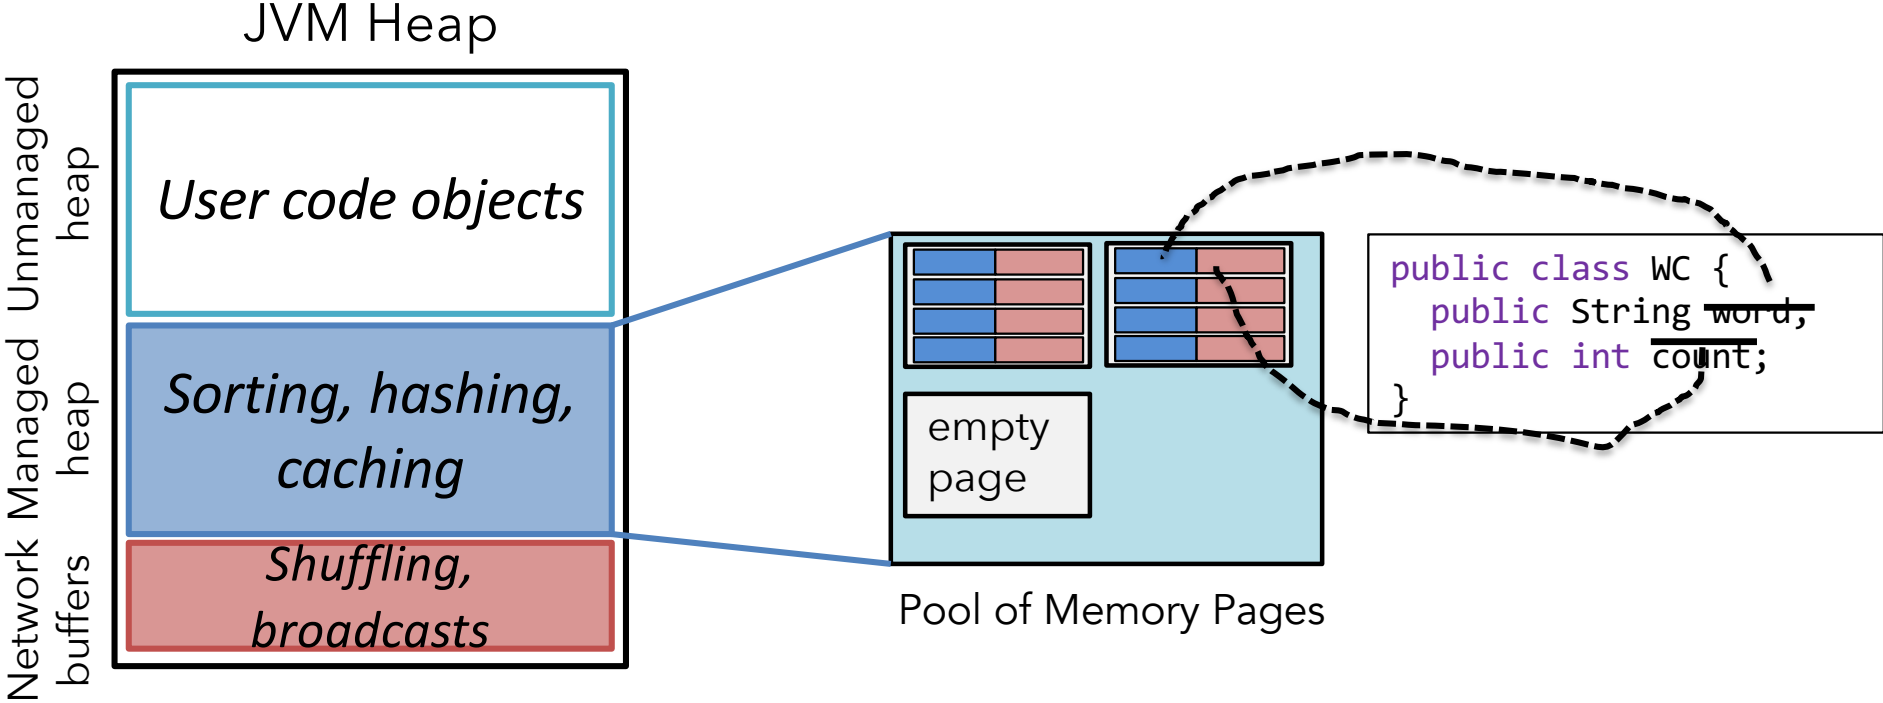 JVM Heap
Unmanaged
heap
User code objects
Managed
heap
Sorting, hashing,
caching
Network
buffers
Shuffling,
broadcasts
empty
page
Pool of Memory Pages
public class WC {
public String word;
public int count;
}